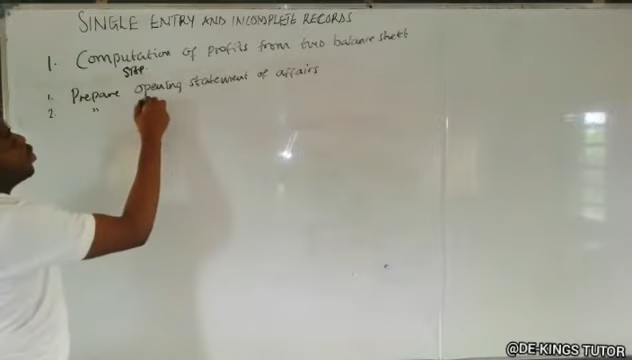 SINGLE ENTRY AND INCOMPLETE RECORDS
1. Computation of profits from two balance sheet
STEP
1. Prepare opening statement of affairs
2. "
@DE-KINGS TUTOR